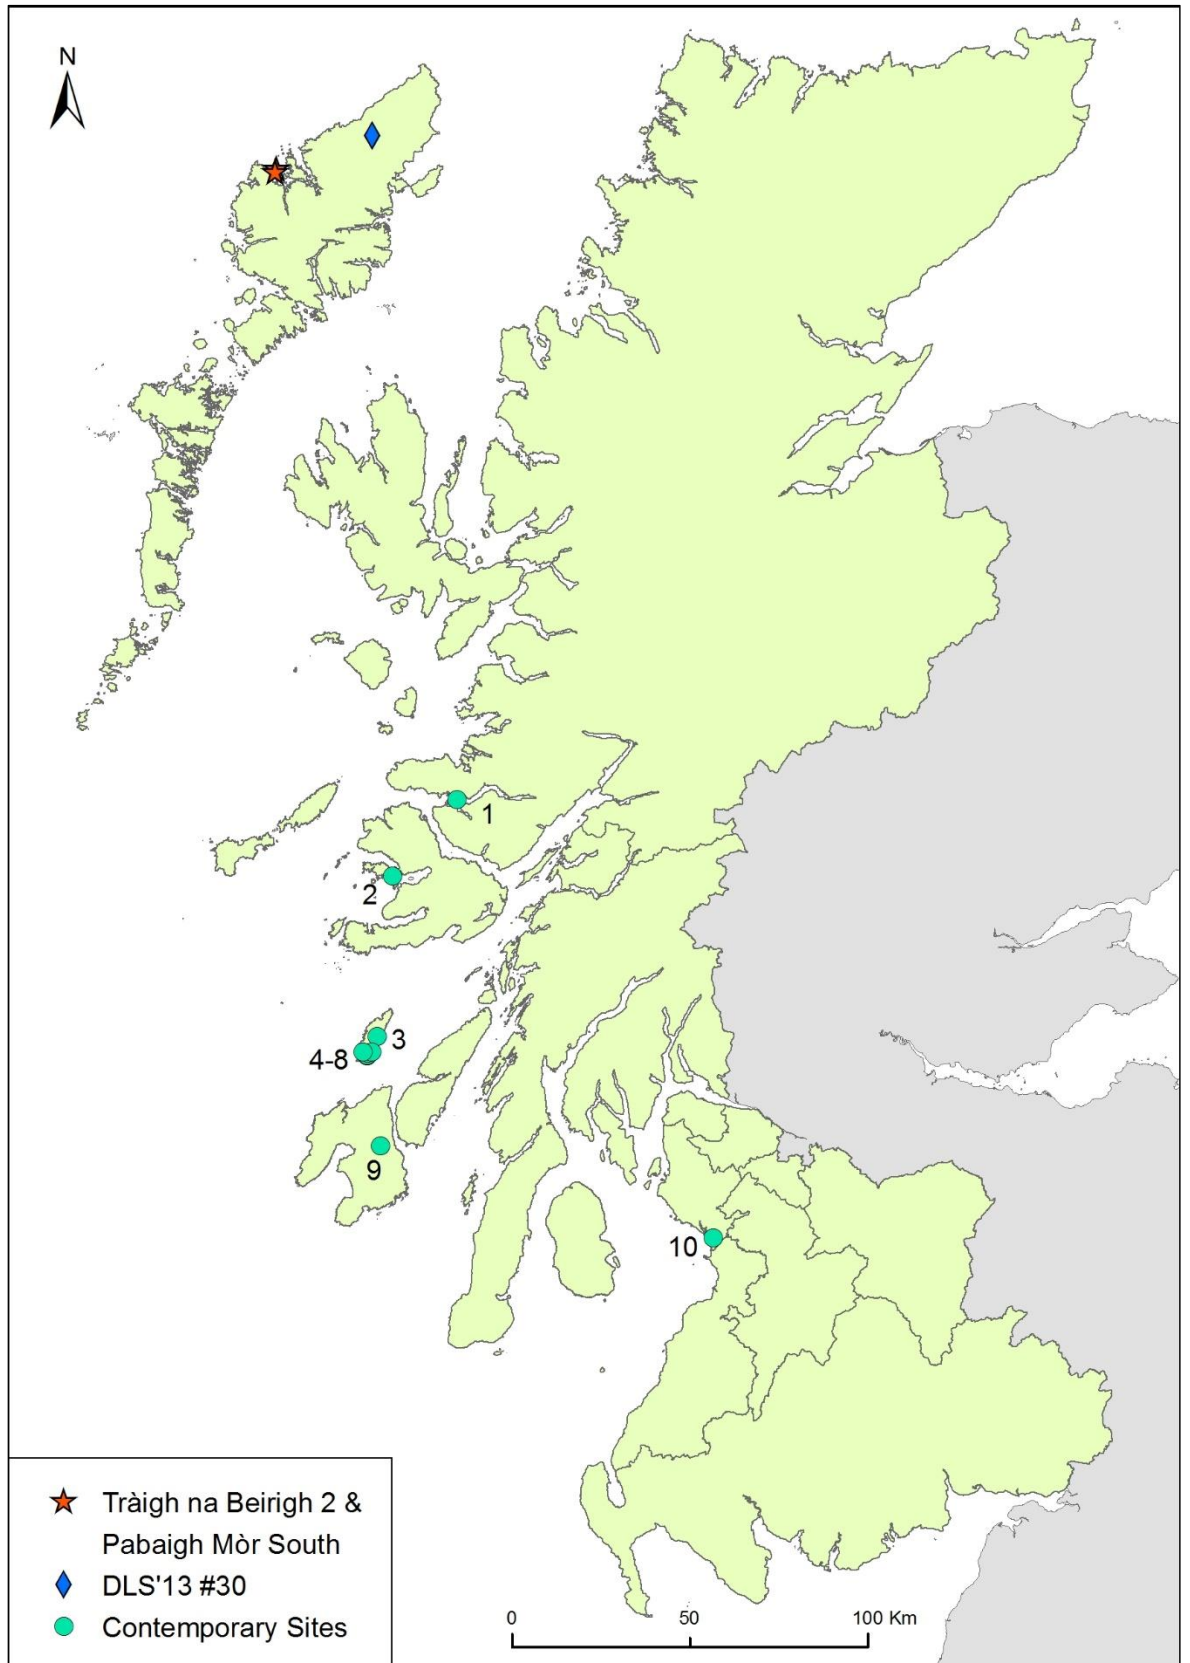 N
1
2
3
4-8
9
10
Tràigh na Beirigh 2 &
Pabaigh Mòr South
DLS'13 #30
Contemporary Sites
0 50 100 Km